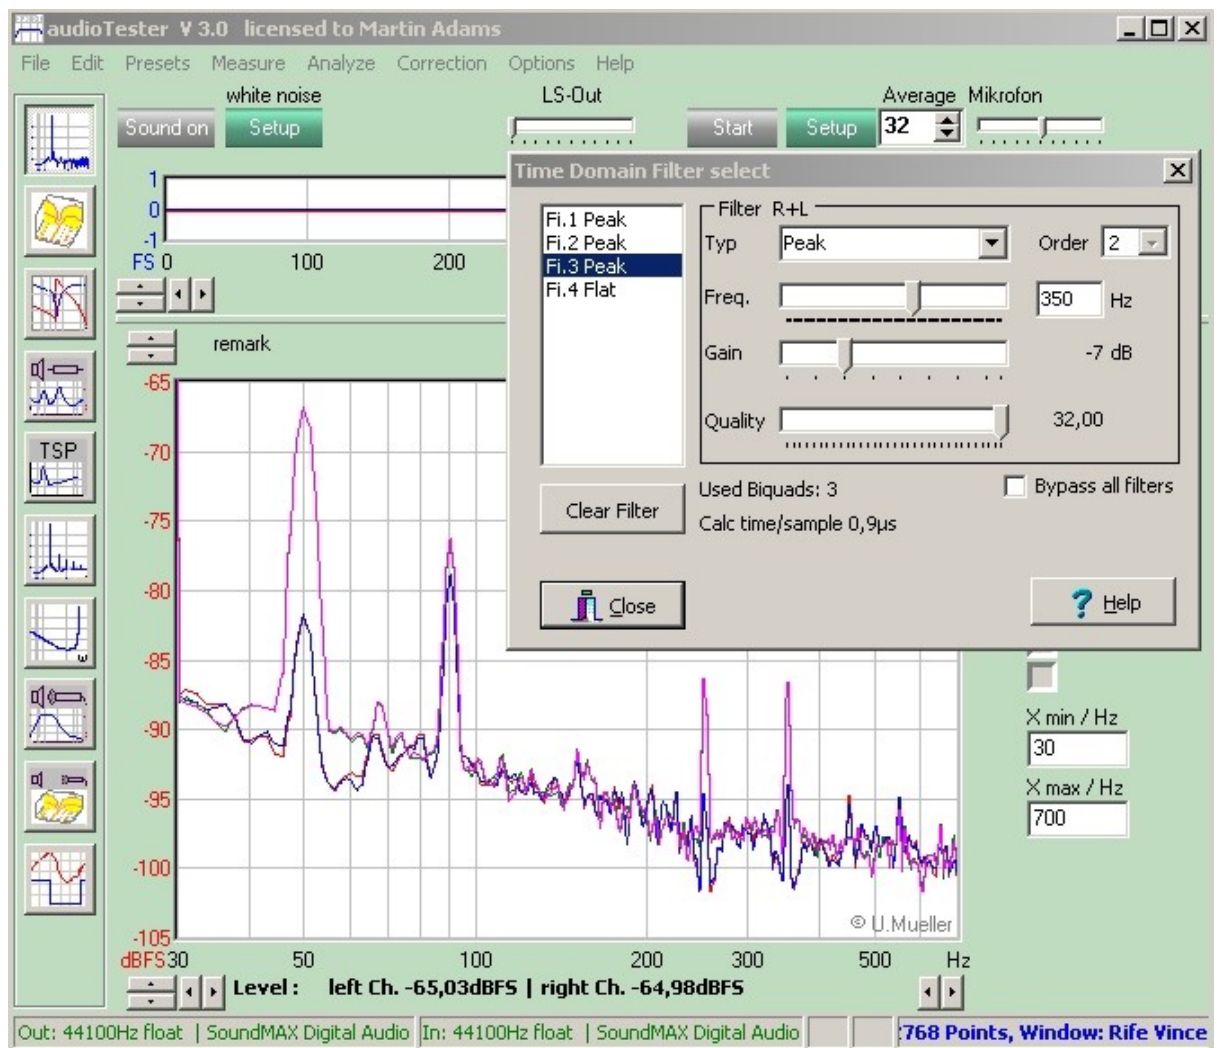 audioTester V 3.0 licensed to Martin Adams
File Edit Presets Measure Analyze Correction Options Help
white noise LS-Out Average Mikrofon
Sound on Setup Start Setup 32
Time Domain Filter select
1
0
-1
FS 0 100 200
Fi.1 Peak
Fi.2 Peak
Fi.3 Peak
Fi.4 Flat
Filter R+L
Typ Peak Order 2
Freq. 350 Hz
Gain -7 dB
Quality 32,00
Clear Filter
Used Biquads: 3
Bypass all filters
Calc time/sample 0,9µs
Close
Help
TSP
ω
remark
-65
-70
-75
-80
-85
-90
-95
-100
-105
X min / Hz
30
X max / Hz
700
© U.Mueller
dBFS 30 50 100 200 300 500 Hz
Level : left Ch. -65,03dBFS | right Ch. -64,98dBFS
Out: 44100Hz float | SoundMAX Digital Audio In: 44100Hz float | SoundMAX Digital Audio :768 Points, Window: Rife Vince